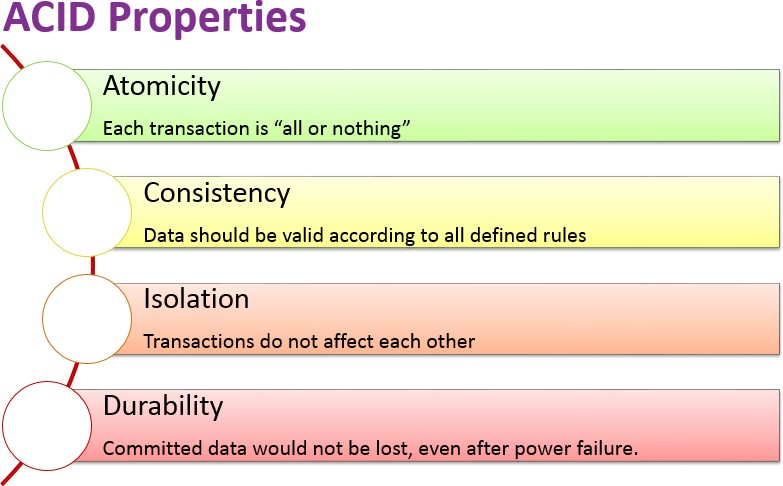 ACID Properties
Atomicity
Each transaction is “all or nothing”
Consistency
Data should be valid according to all defined rules
Isolation
Transactions do not affect each other
Durability
Committed data would not be lost, even after power failure.